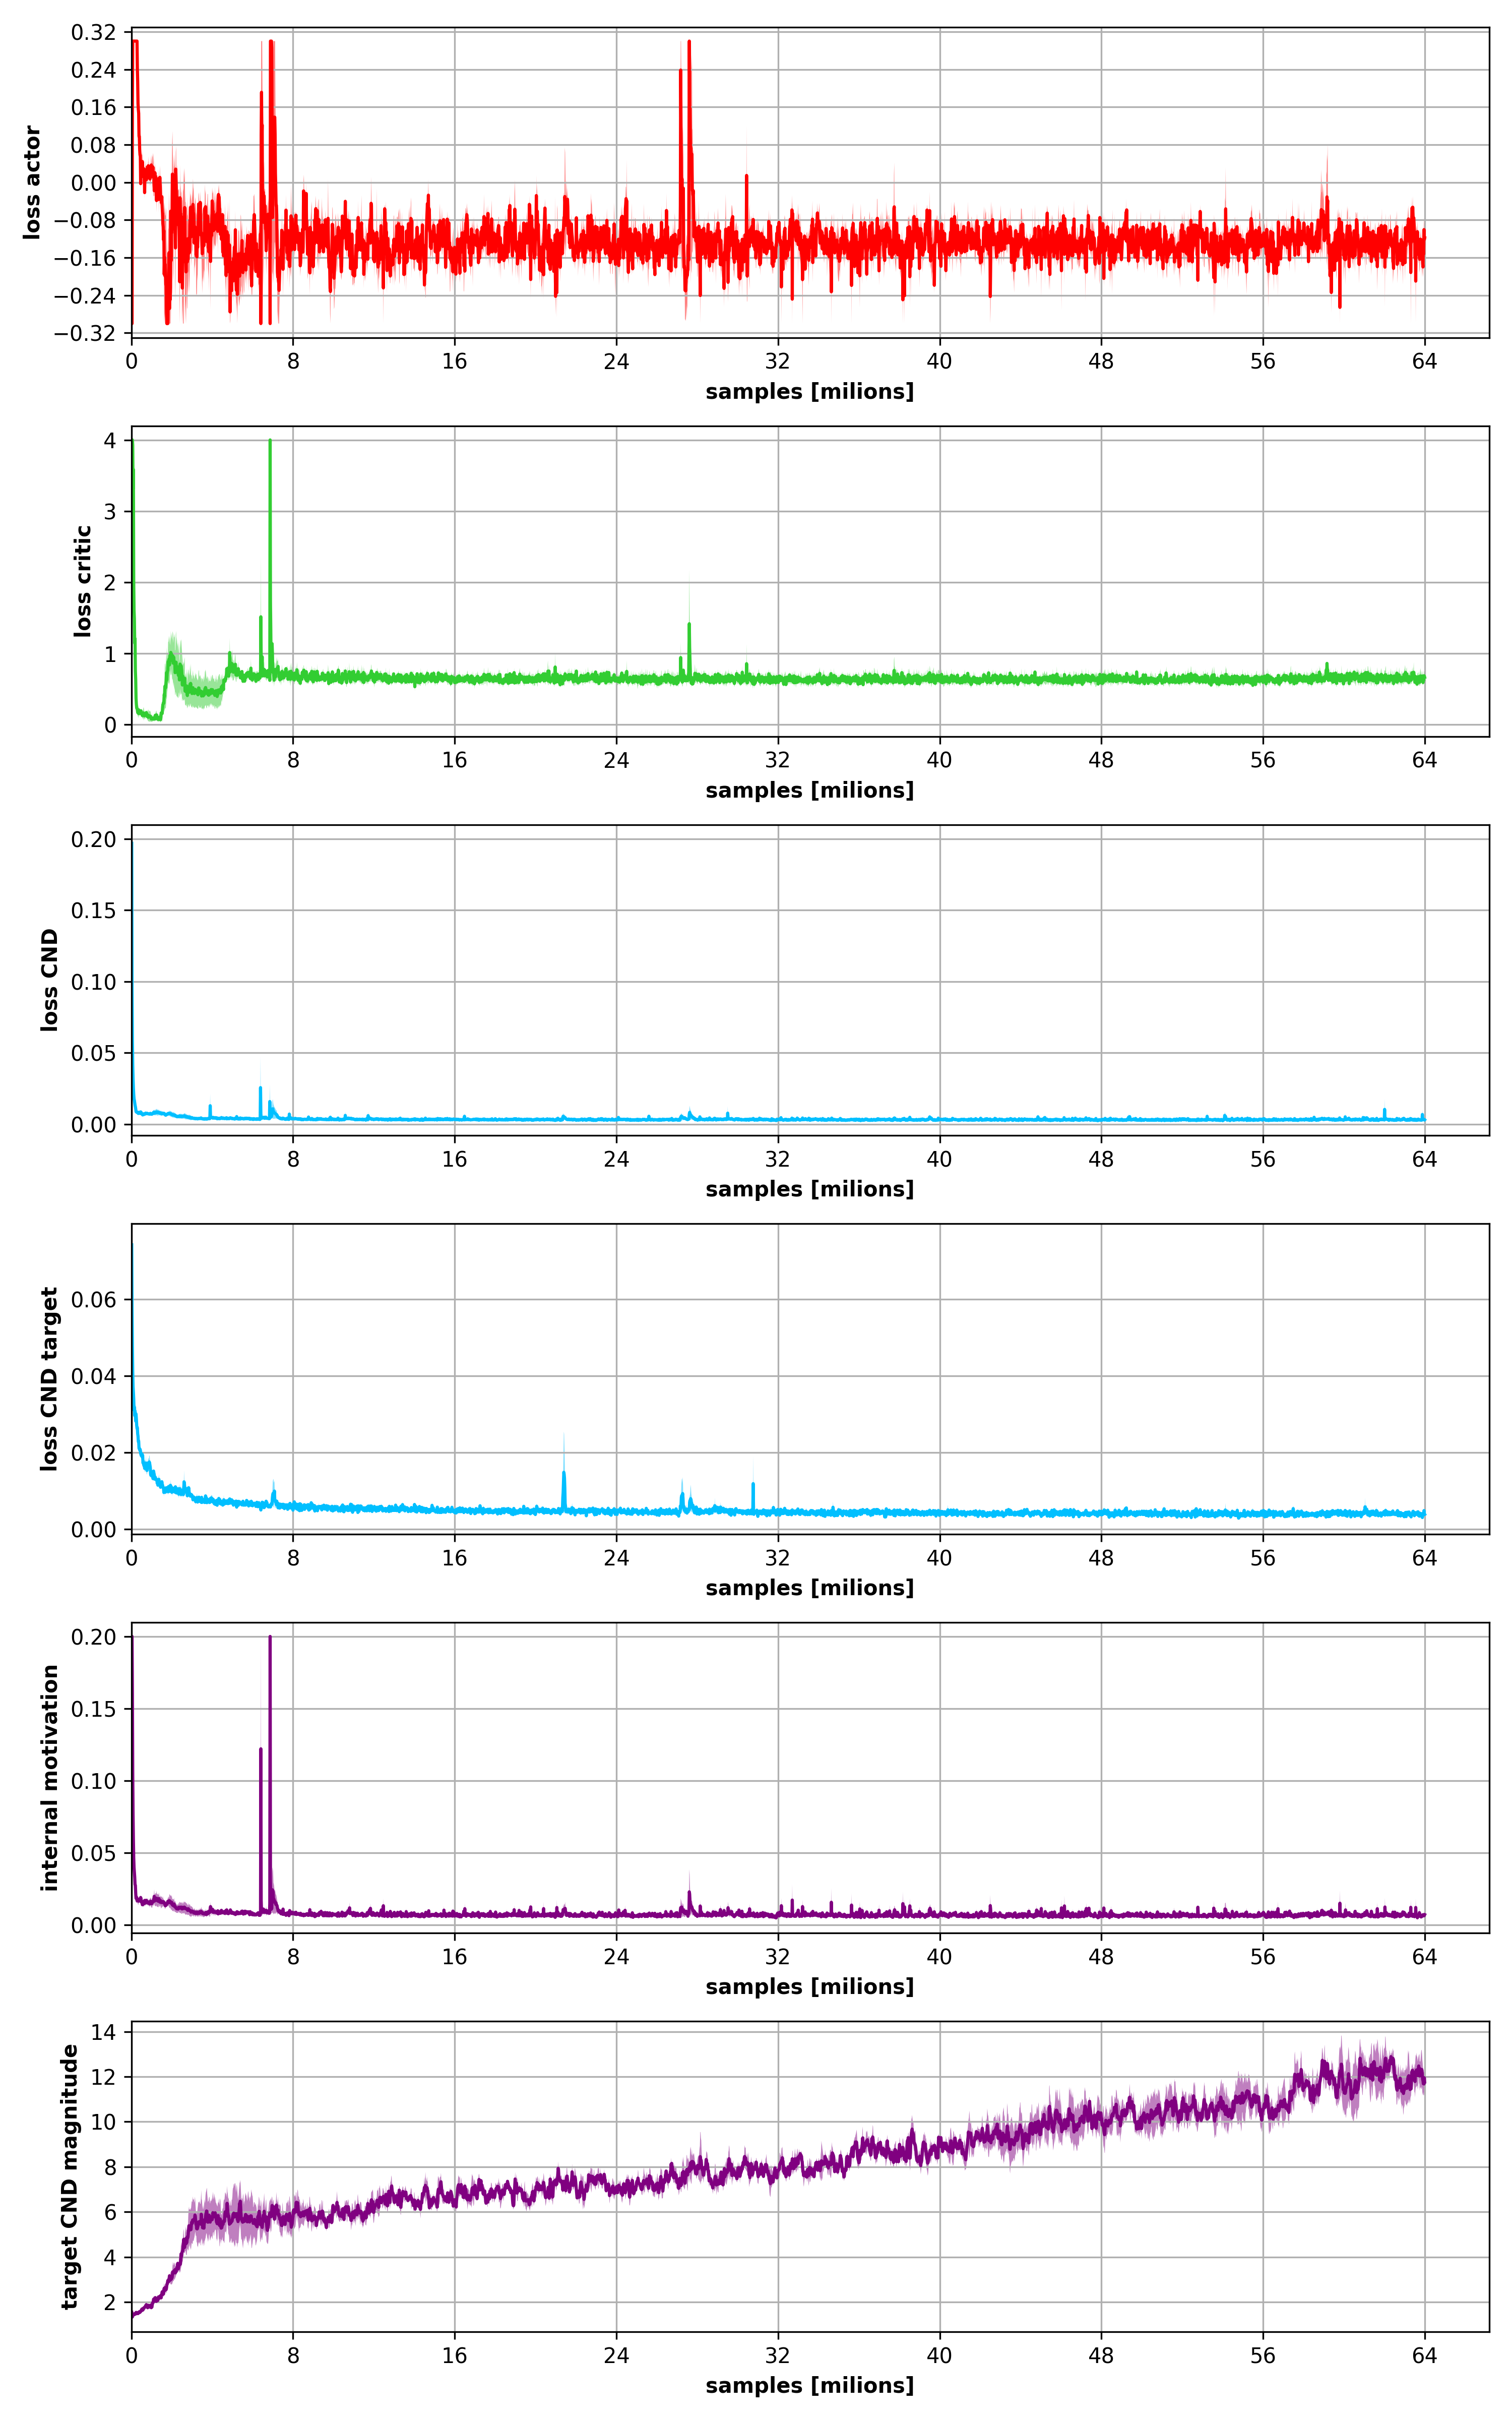 loss actor
0.32
0.24
0.16
0.08
0.00
−0.08
−0.16
−0.24
−0.32
0 8 16 24 32 40 48 56 64
samples [milions]
loss critic
4
3
2
1
0
0 8 16 24 32 40 48 56 64
samples [milions]
loss CND
0.20
0.15
0.10
0.05
0.00
0 8 16 24 32 40 48 56 64
samples [milions]
loss CND target
0.06
0.04
0.02
0.00
0 8 16 24 32 40 48 56 64
samples [milions]
internal motivation
0.20
0.15
0.10
0.05
0.00
0 8 16 24 32 40 48 56 64
samples [milions]
target CND magnitude
14
12
10
8
6
4
2
0 8 16 24 32 40 48 56 64
samples [milions]